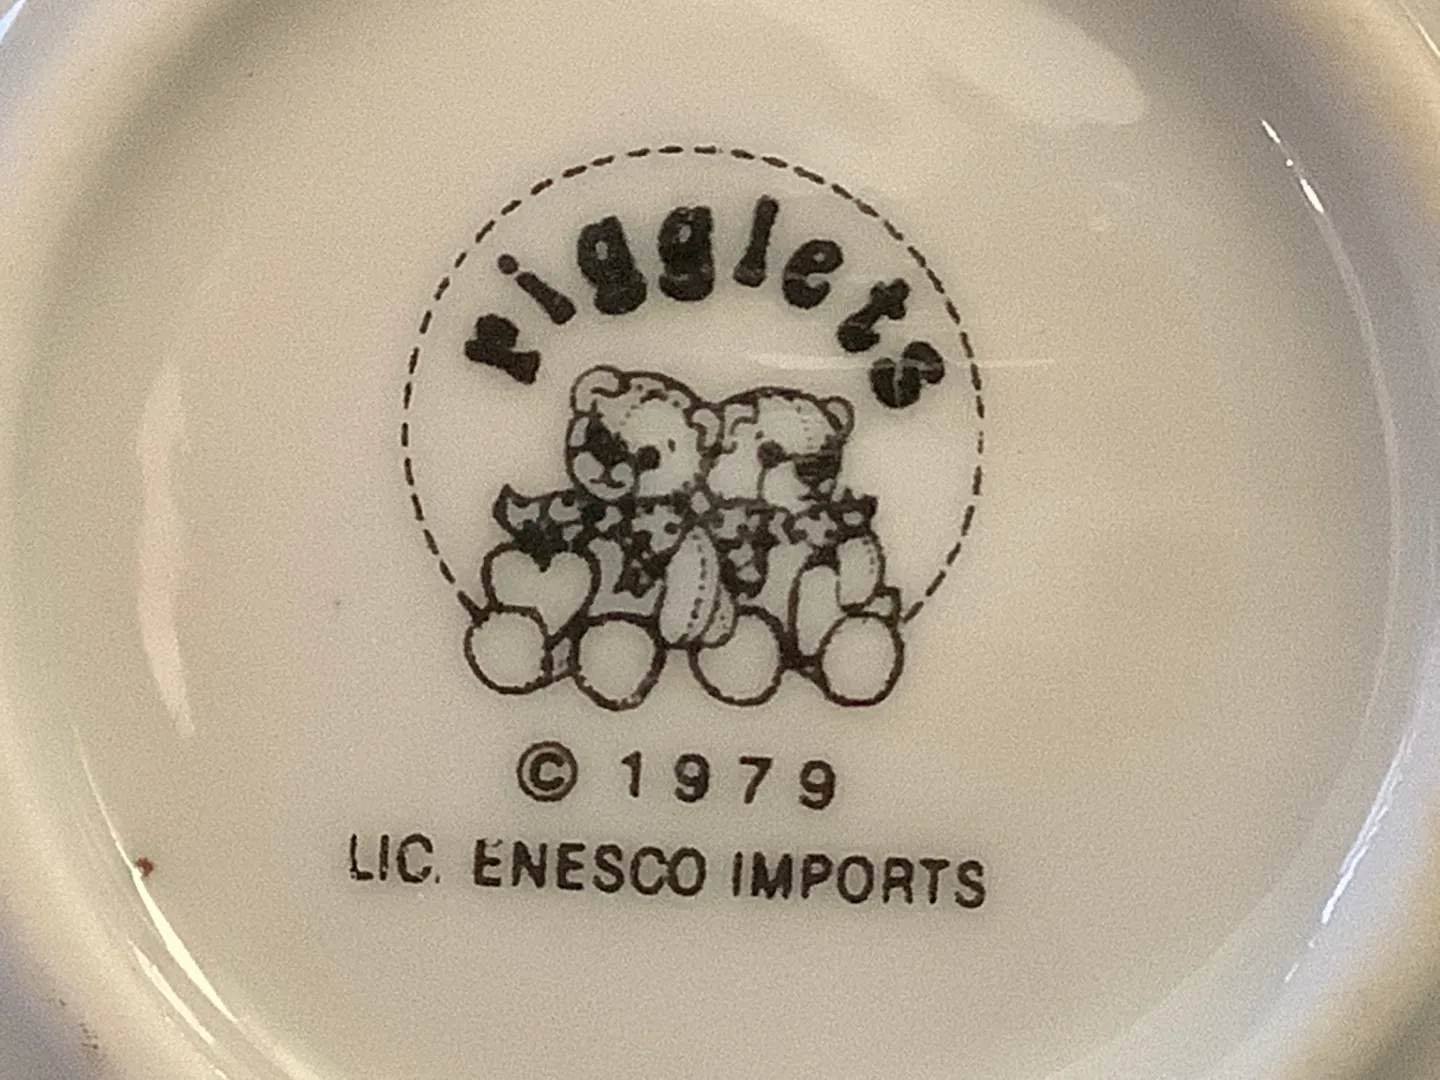 rigglets
© 1979
LIC. ENESCO IMPORTS